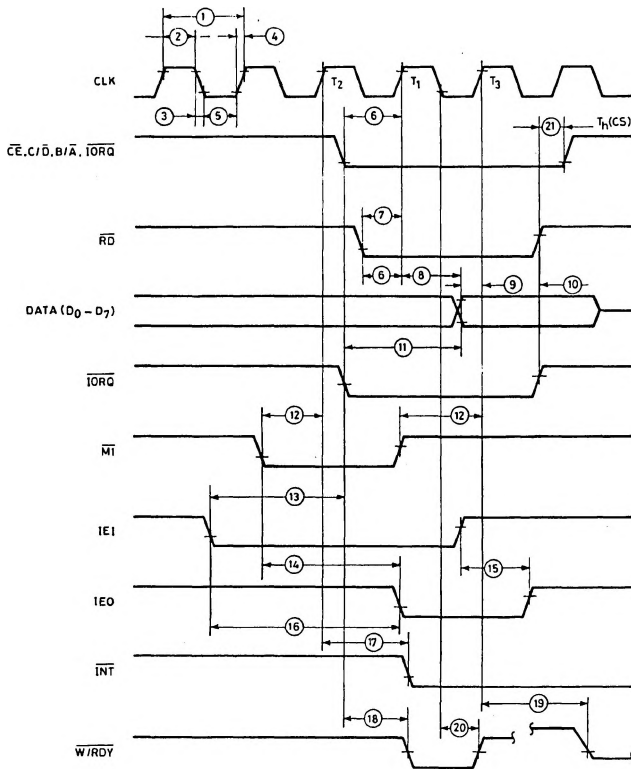 1
2
4
CLK
T2
T1
T3
3
5
6
21
Th(CS)
CE, C/D, B/A, IORQ
7
RD
6
8
9
10
DATA (D0 – D7)
11
IORQ
12
12
M1
13
IEI
14
15
IEO
16
17
INT
18
20
19
W/RDY